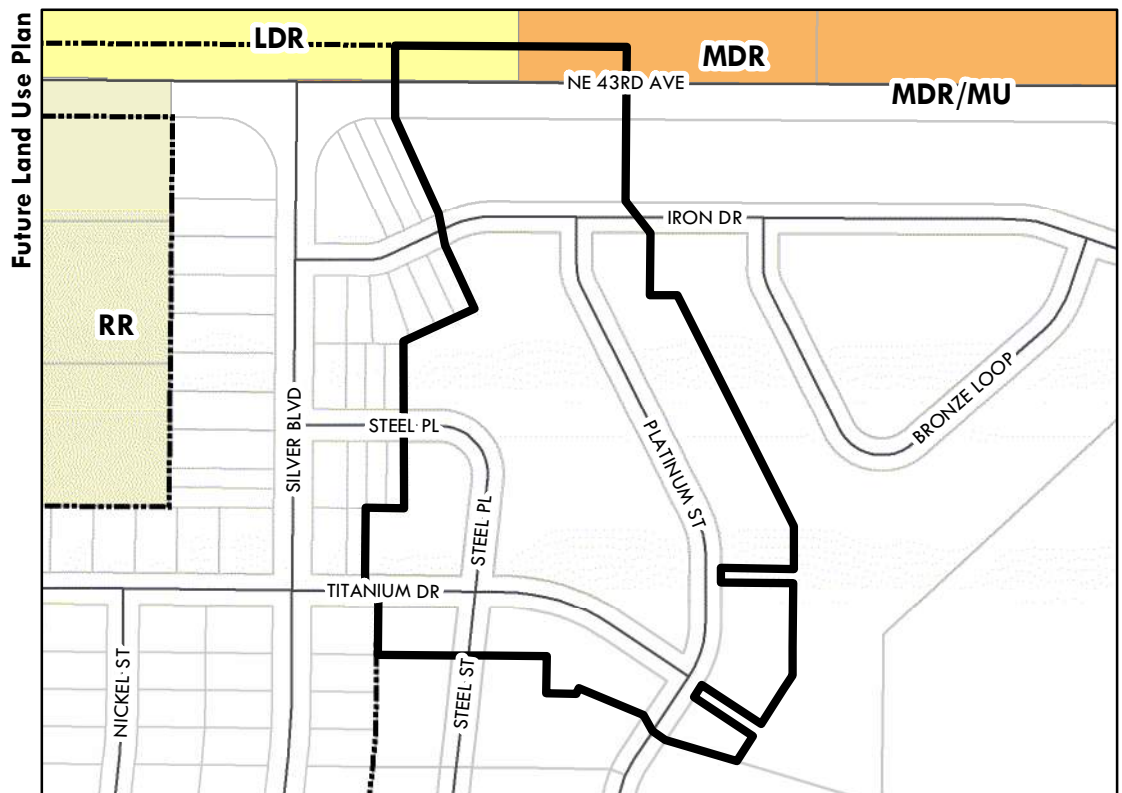 Future Land Use Plan
LDR
MDR
NE 43RD AVE
MDR/MU
IRON DR
RR
SILVER BLVD
BRONZE LOOP
STEEL PL
PLATINUM ST
STEEL PL
TITANIUM DR
NICKEL ST
STEEL ST